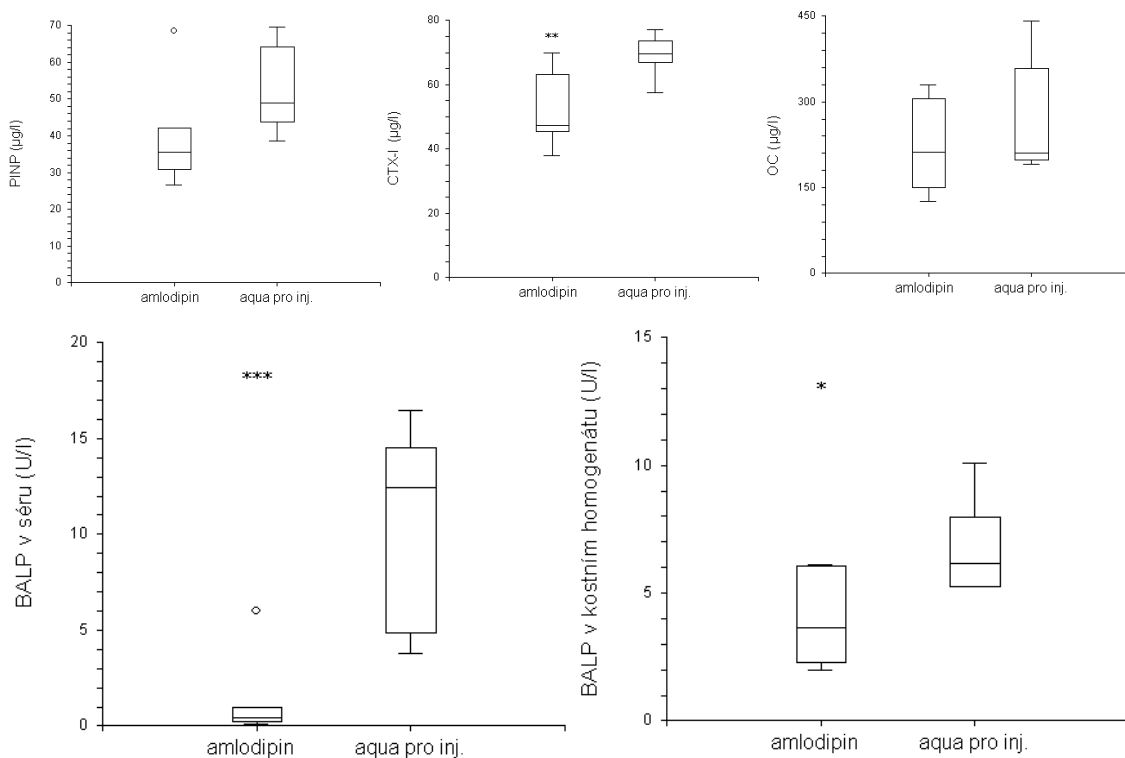 PINP (µg/l)
70
60
50
40
30
20
10
0
amlodipin
aqua pro inj.
CTX-I (µg/l)
80
60
40
20
0
**
amlodipin
aqua pro inj.
OC (µg/l)
450
300
150
0
amlodipin
aqua pro inj.
BALP v séru (U/l)
20
15
10
5
0
***
amlodipin
aqua pro inj.
BALP v kostním homogenátu (U/l)
15
10
5
0
*
amlodipin
aqua pro inj.